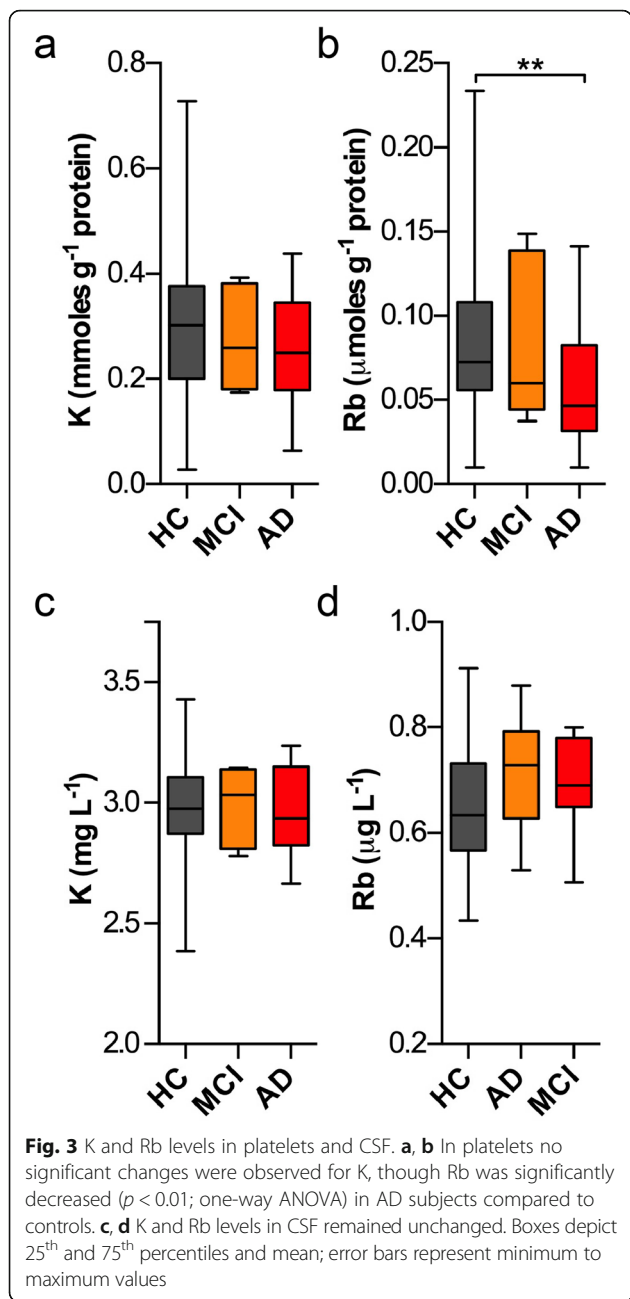 a
K (mmoles g⁻¹ protein)
0.8
0.6
0.4
0.2
0.0
HC MCI AD
b
**
Rb (μmoles g⁻¹ protein)
0.25
0.20
0.15
0.10
0.05
0.00
HC MCI AD
c
K (mg L⁻¹)
3.5
3.0
2.5
2.0
HC MCI AD
d
Rb (μg L⁻¹)
1.0
0.8
0.6
0.4
0.2
HC AD MCI
Fig. 3 K and Rb levels in platelets and CSF. a, b In platelets no
significant changes were observed for K, though Rb was significantly
decreased (p < 0.01; one-way ANOVA) in AD subjects compared to
controls. c, d K and Rb levels in CSF remained unchanged. Boxes depict
25th and 75th percentiles and mean; error bars represent minimum to
maximum values